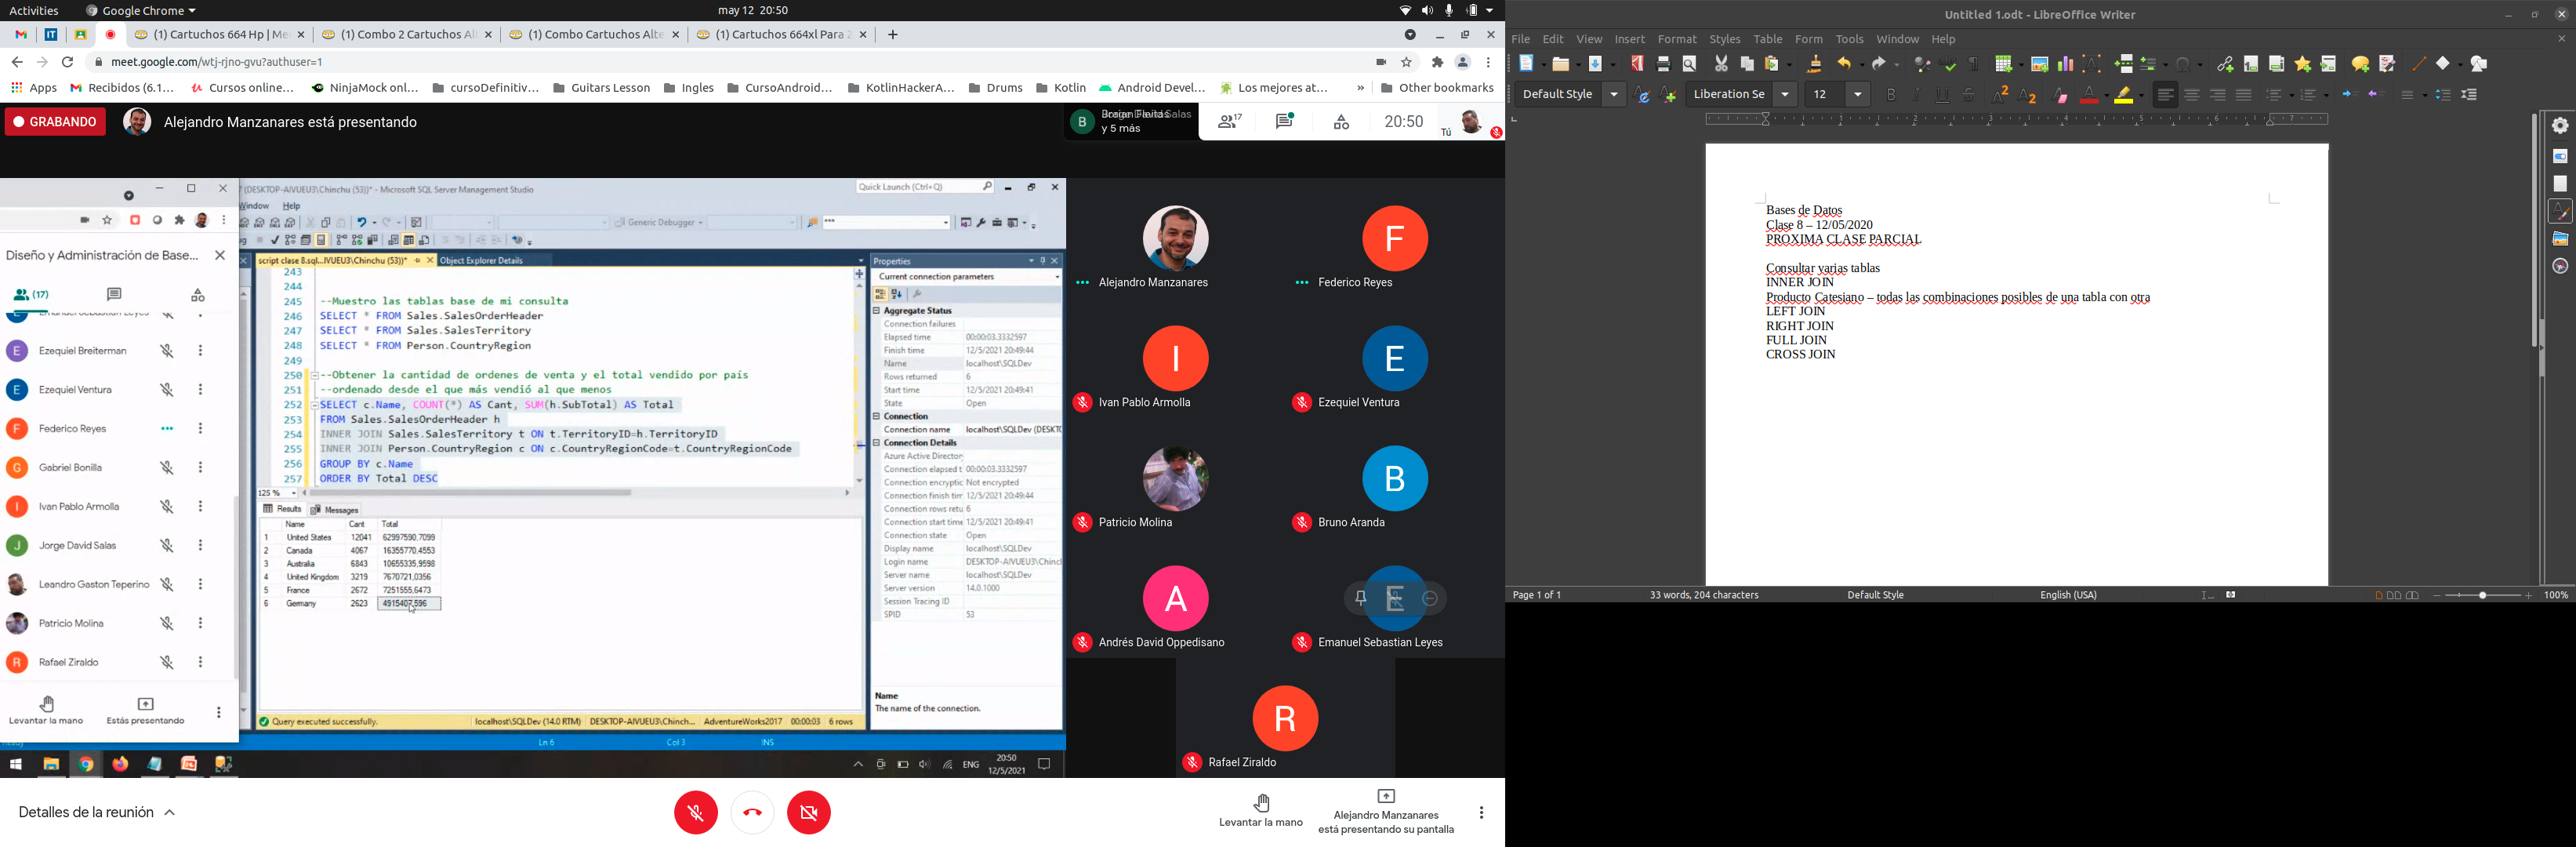 Activities
Google Chrome
may 12 20:50
(1) Cartuchos 664 Hp | Me
(1) Combo 2 Cartuchos Al
(1) Combo Cartuchos Alte
(1) Cartuchos 664xl Para 2
meet.google.com/wtj-rjno-gvu?authuser=1
Apps
Recibidos (6.1...
Cursos online...
NinjaMock onl...
cursoDefinitiv...
Guitars Lesson
Ingles
CursoAndroid...
KotlinHackerA...
Drums
Kotlin
Android Devel...
Los mejores at...
»
Other bookmarks
GRABANDO
Alejandro Manzanares está presentando
B
y 5 más
17
20:50
Tú
(DESKTOP-AIVUEU3\Chinchu (53))* - Microsoft SQL Server Management Studio
Quick Launch (Ctrl+Q)
Window Help
Generic Debugger
Diseño y Administración de Base...
(17)
Emanuel Sebastian Leyes
E Ezequiel Breiterman
E Ezequiel Ventura
F Federico Reyes
G Gabriel Bonilla
I Ivan Pablo Armolla
J Jorge David Salas
Leandro Gaston Teperino
Patricio Molina
R Rafael Ziraldo
Levantar la mano
Estás presentando
script clase 8.sql...IVUEU3\Chinchu (53))*
Object Explorer Details
243
244
245 --Muestro las tablas base de mi consulta
246 SELECT * FROM Sales.SalesOrderHeader
247 SELECT * FROM Sales.SalesTerritory
248 SELECT * FROM Person.CountryRegion
249
250 --Obtener la cantidad de ordenes de venta y el total vendido por país
251 --ordenado desde el que más vendió al que menos
252 SELECT c.Name, COUNT(*) AS Cant, SUM(h.SubTotal) AS Total
253 FROM Sales.SalesOrderHeader h
254 INNER JOIN Sales.SalesTerritory t ON t.TerritoryID=h.TerritoryID
255 INNER JOIN Person.CountryRegion c ON c.CountryRegionCode=t.CountryRegionCode
256 GROUP BY c.Name
257 ORDER BY Total DESC
125 %
Results Messages
Name Cant Total
1 United States 12041 62997590,7099
2 Canada 4067 16355770,4553
3 Australia 6843 10655335,9598
4 United Kingdom 3219 7670721,0356
5 France 2672 7251555,6473
6 Germany 2623 4915407,596
Query executed successfully.
localhost\SQLDev (14.0 RTM)
DESKTOP-AIVUEU3\Chinch...
AdventureWorks2017
00:00:03
6 rows
Properties
Current connection parameters
Aggregate Status
Connection failures
Elapsed time 00:00:03.3332597
Finish time 12/5/2021 20:49:44
Name localhost\SQLDev
Rows returned 6
Start time 12/5/2021 20:49:41
State Open
Connection
Connection name localhost\SQLDev (DESKTO
Connection Details
Azure Active Director
Connection elapsed t 00:00:03.3332597
Connection encryptic Not encrypted
Connection finish tim 12/5/2021 20:49:44
Connection rows retu 6
Connection start time 12/5/2021 20:49:41
Connection state Open
Display name localhost\SQLDev
Login name DESKTOP-AIVUEU3\Chincl
Server name localhost\SQLDev
Server version 14.0.1000
Session Tracing ID
SPID 53
Name
The name of the connection.
Ready
Ln 6
Col 3
INS
ENG
20:50
12/5/2021
Alejandro Manzanares
F
Federico Reyes
I
Ivan Pablo Armolla
E
Ezequiel Ventura
Patricio Molina
B
Bruno Aranda
A
Andrés David Oppedisano
E
Emanuel Sebastian Leyes
R
Rafael Ziraldo
Detalles de la reunión
Levantar la mano
Alejandro Manzanares
está presentando su pantalla
Untitled 1.odt - LibreOffice Writer
File Edit View Insert Format Styles Table Form Tools Window Help
Default Style
Liberation Se
12
1 2 3 4 5 6 7
Bases de Datos
Clase 8 – 12/05/2020
PROXIMA CLASE PARCIAL
Consultar varias tablas
INNER JOIN
Producto Catesiano – todas las combinaciones posibles de una tabla con otra
LEFT JOIN
RIGHT JOIN
FULL JOIN
CROSS JOIN
Page 1 of 1
33 words, 204 characters
Default Style
English (USA)
100%